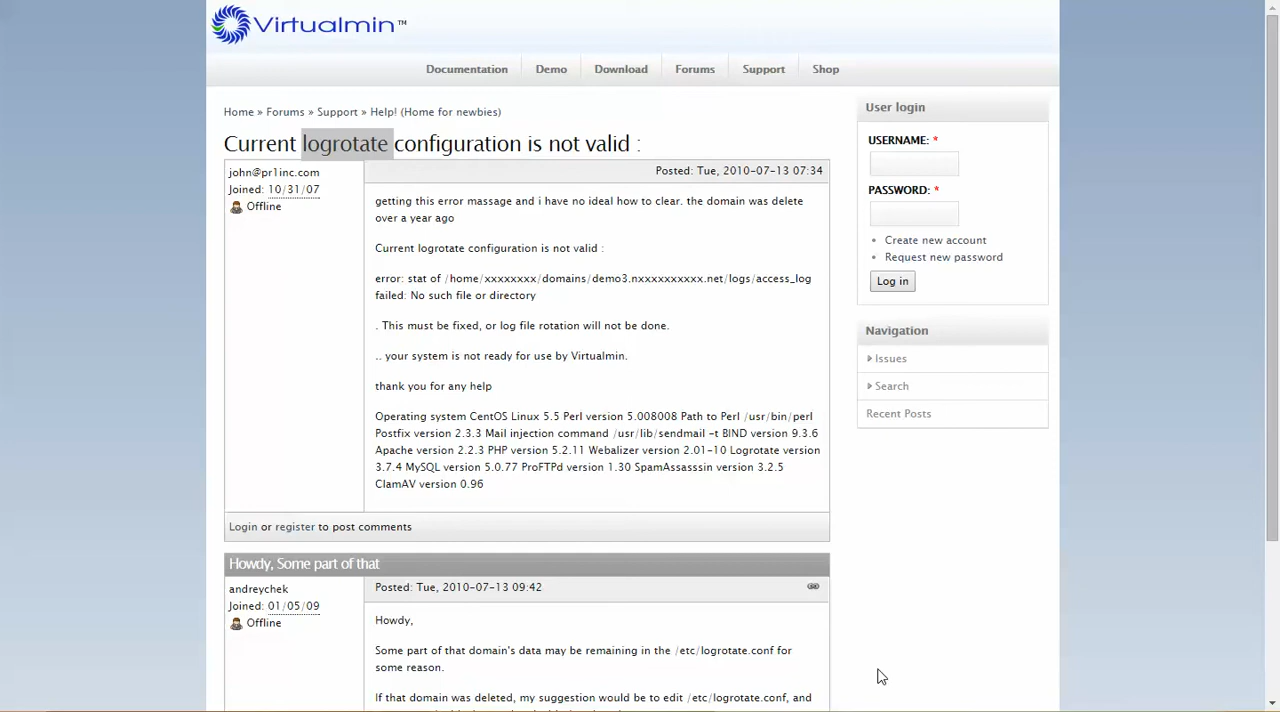 Virtualmin™
Documentation Demo Download Forums Support Shop
Home » Forums » Support » Help! (Home for newbies)
Current logrotate configuration is not valid :
john@pr1inc.com
Joined: 10/31/07
Offline
Posted: Tue, 2010-07-13 07:34
getting this error massage and i have no ideal how to clear. the domain was delete
over a year ago
Current logrotate configuration is not valid :
error: stat of /home/xxxxxxxx/domains/demo3.nxxxxxxxxxx.net/logs/access_log
failed: No such file or directory
. This must be fixed, or log file rotation will not be done.
.. your system is not ready for use by Virtualmin.
thank you for any help
Operating system CentOS Linux 5.5 Perl version 5.008008 Path to Perl /usr/bin/perl
Postfix version 2.3.3 Mail injection command /usr/lib/sendmail -t BIND version 9.3.6
Apache version 2.2.3 PHP version 5.2.11 Webalizer version 2.01-10 Logrotate version
3.7.4 MySQL version 5.0.77 ProFTPd version 1.30 SpamAssasssin version 3.2.5
ClamAV version 0.96
Login or register to post comments
Howdy, Some part of that
andreychek
Joined: 01/05/09
Offline
Posted: Tue, 2010-07-13 09:42
Howdy,
Some part of that domain's data may be remaining in the /etc/logrotate.conf for
some reason.
If that domain was deleted, my suggestion would be to edit /etc/logrotate.conf, and
User login
USERNAME: *
PASSWORD: *
Create new account
Request new password
Log in
Navigation
Issues
Search
Recent Posts